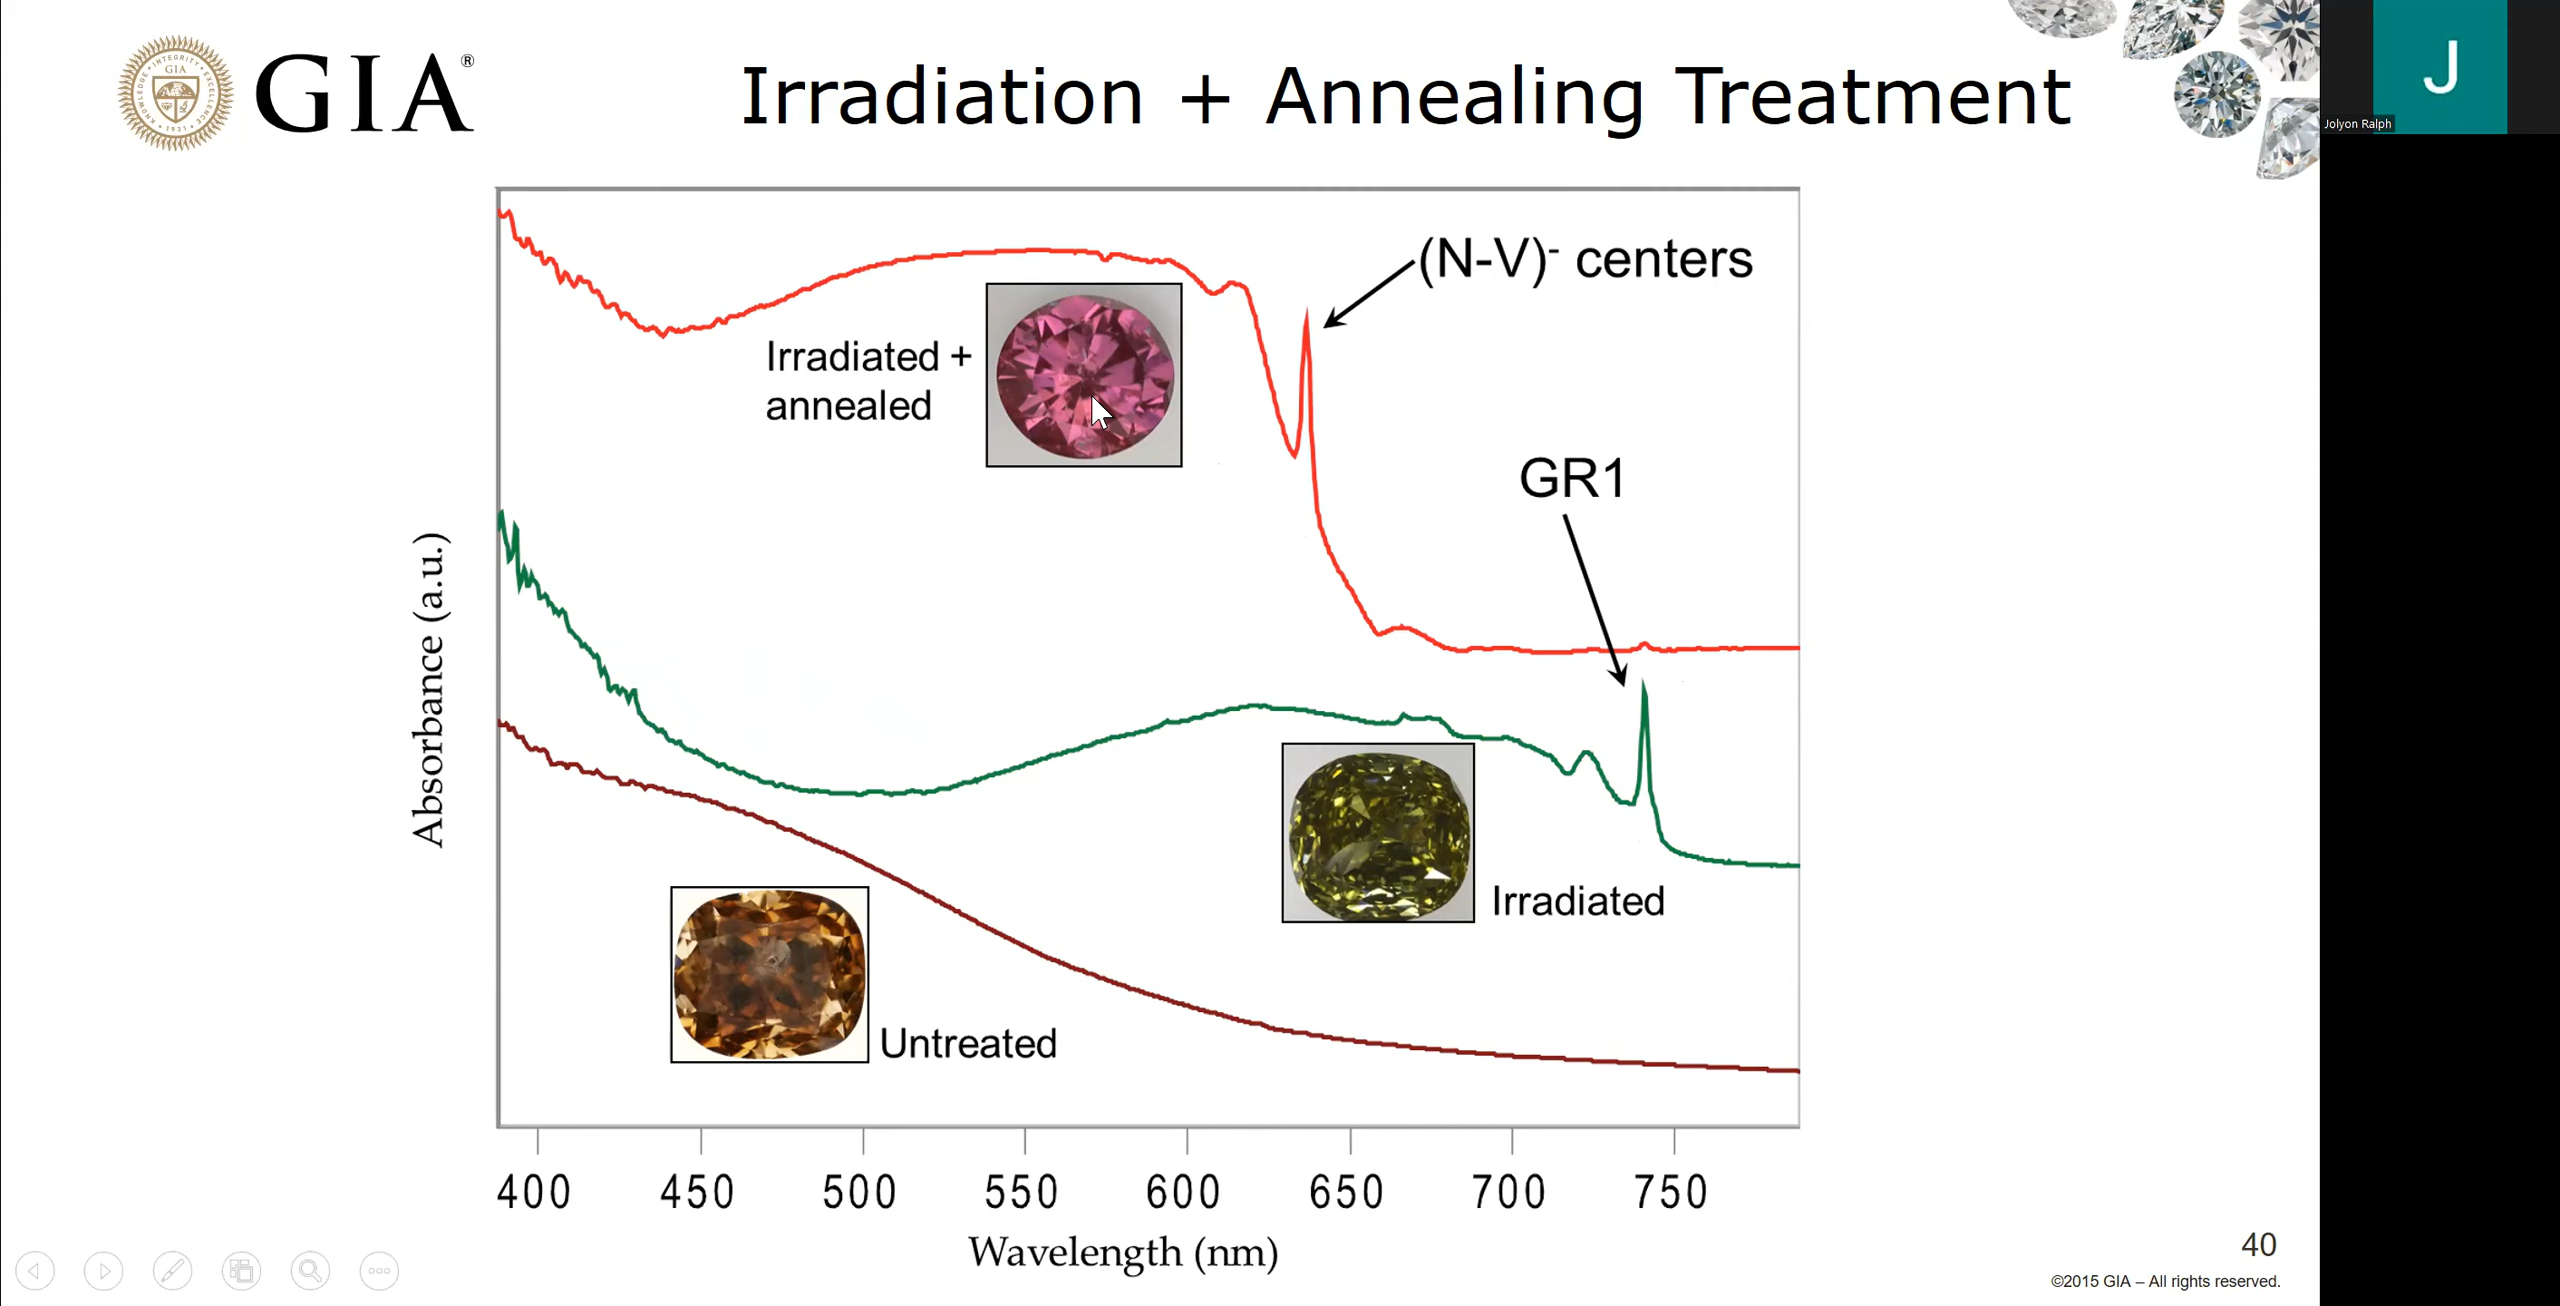 GIA®
Irradiation + Annealing Treatment
J
Jolyon Ralph
(N-V)- centers
Irradiated +
annealed
GR1
Absorbance (a.u.)
Irradiated
Untreated
400 450 500 550 600 650 700 750
Wavelength (nm)
40
©2015 GIA – All rights reserved.